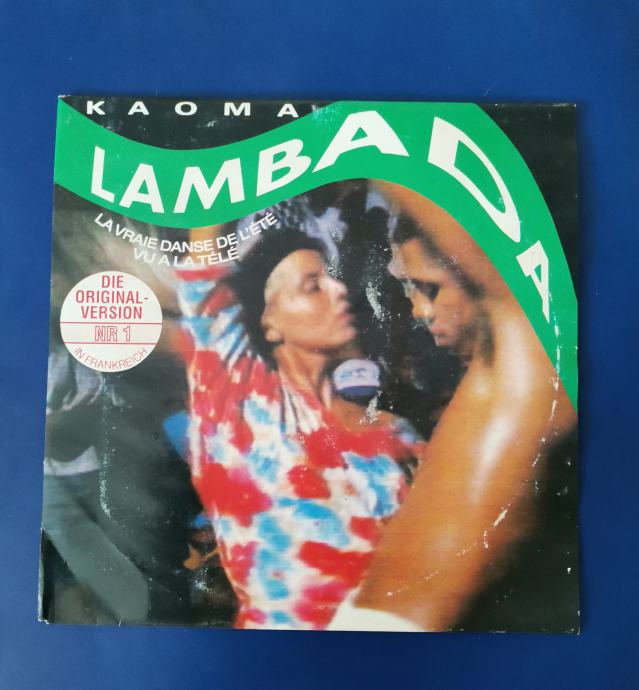 KAOMA
LAMBADA
LA VRAIE DANSE DE L'ÉTÉ
VU A LA TÉLÉ
DIE
ORIGINAL-
VERSION
NR 1
IN FRANKREICH